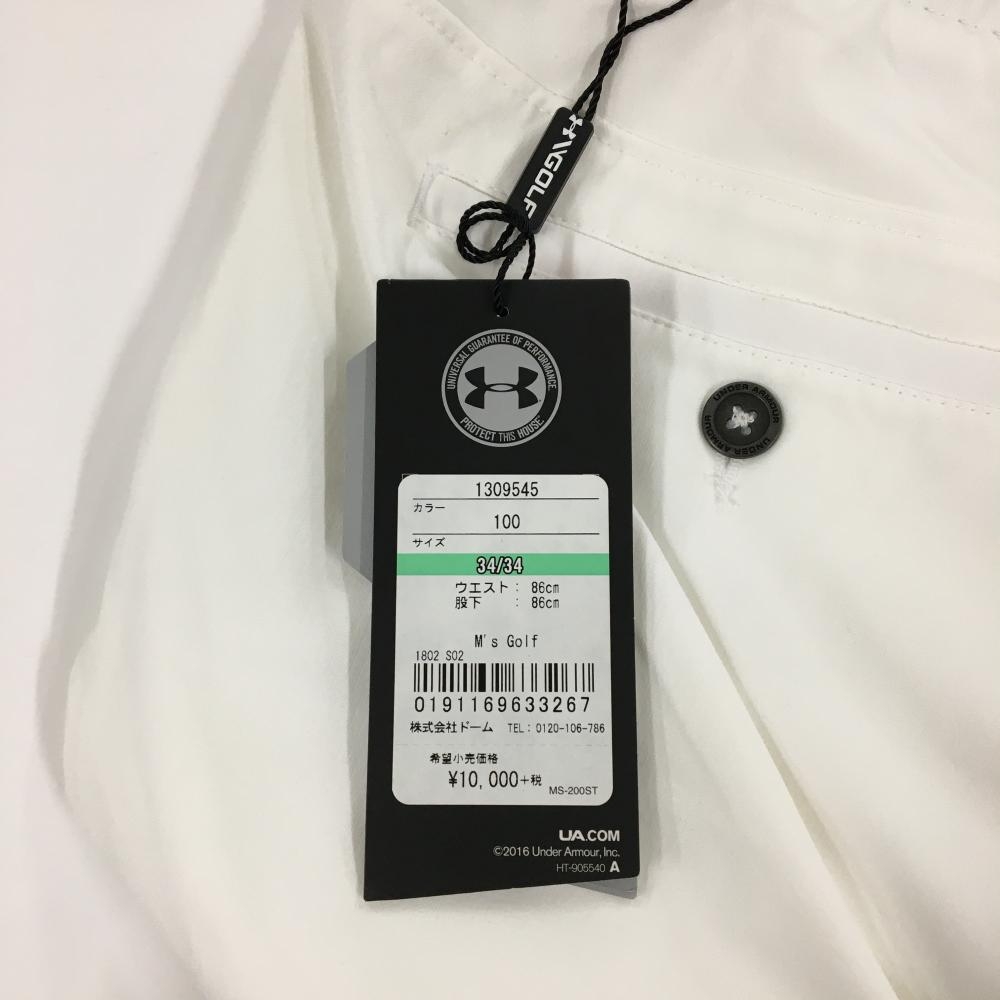 GOLF
UNIVERSAL GUARANTEE OF PERFORMANCE.
PROTECT THIS HOUSE
UNDER ARMOUR
UNDER ARMOUR
1309545
カラー
100
サイズ
34/34
ウエスト : 86cm
股下 : 86cm
M's Golf
1802 S02
0191169633267
株式会社ドーム TEL: 0120-106-786
希望小売価格
¥10,000+税
MS-200ST
UA.COM
©2016 Under Armour, Inc.
HT-905540 A